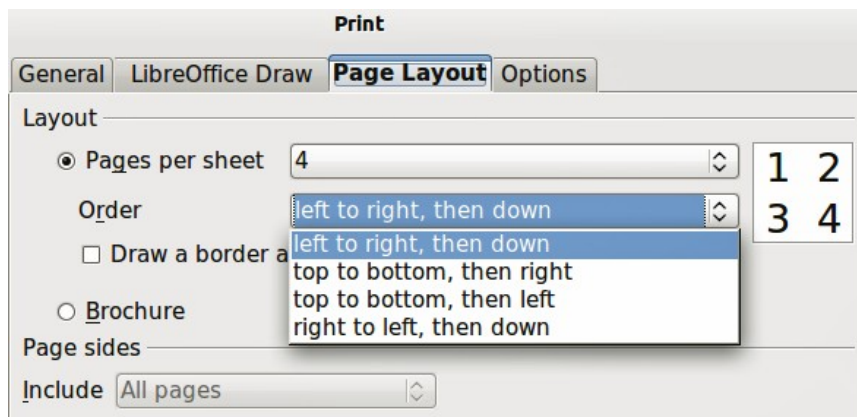 Print
General LibreOffice Draw Page Layout Options
Layout
Pages per sheet 4
1 2
3 4
Order left to right, then down
left to right, then down
top to bottom, then right
top to bottom, then left
right to left, then down
Draw a border a
Brochure
Page sides
Include All pages